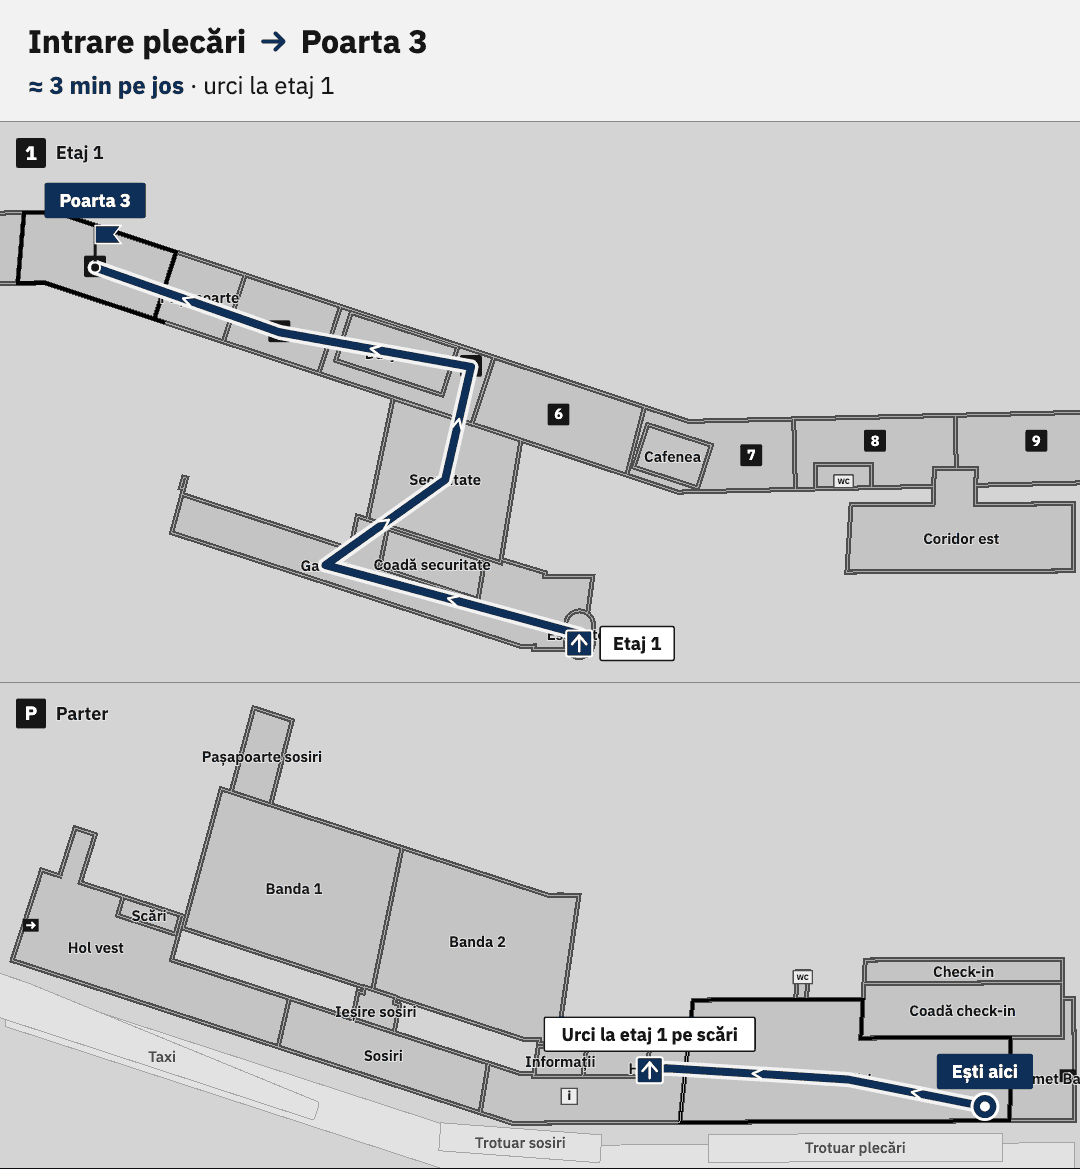 Intrare plecări → Poarta 3
≈ 3 min pe jos · urci la etaj 1
1 Etaj 1
Poarta 3
6
Cafenea
7
8
9
WC
Coridor est
Coadă securitate
Etaj 1
P Parter
Pașapoarte sosiri
Banda 1
Scări
Hol vest
Banda 2
WC
Check-in
Coadă check-in
Ieșire sosiri
Urci la etaj 1 pe scări
Sosiri
Informații
Ești aici
Taxi
i
Trotuar sosiri
Trotuar plecări